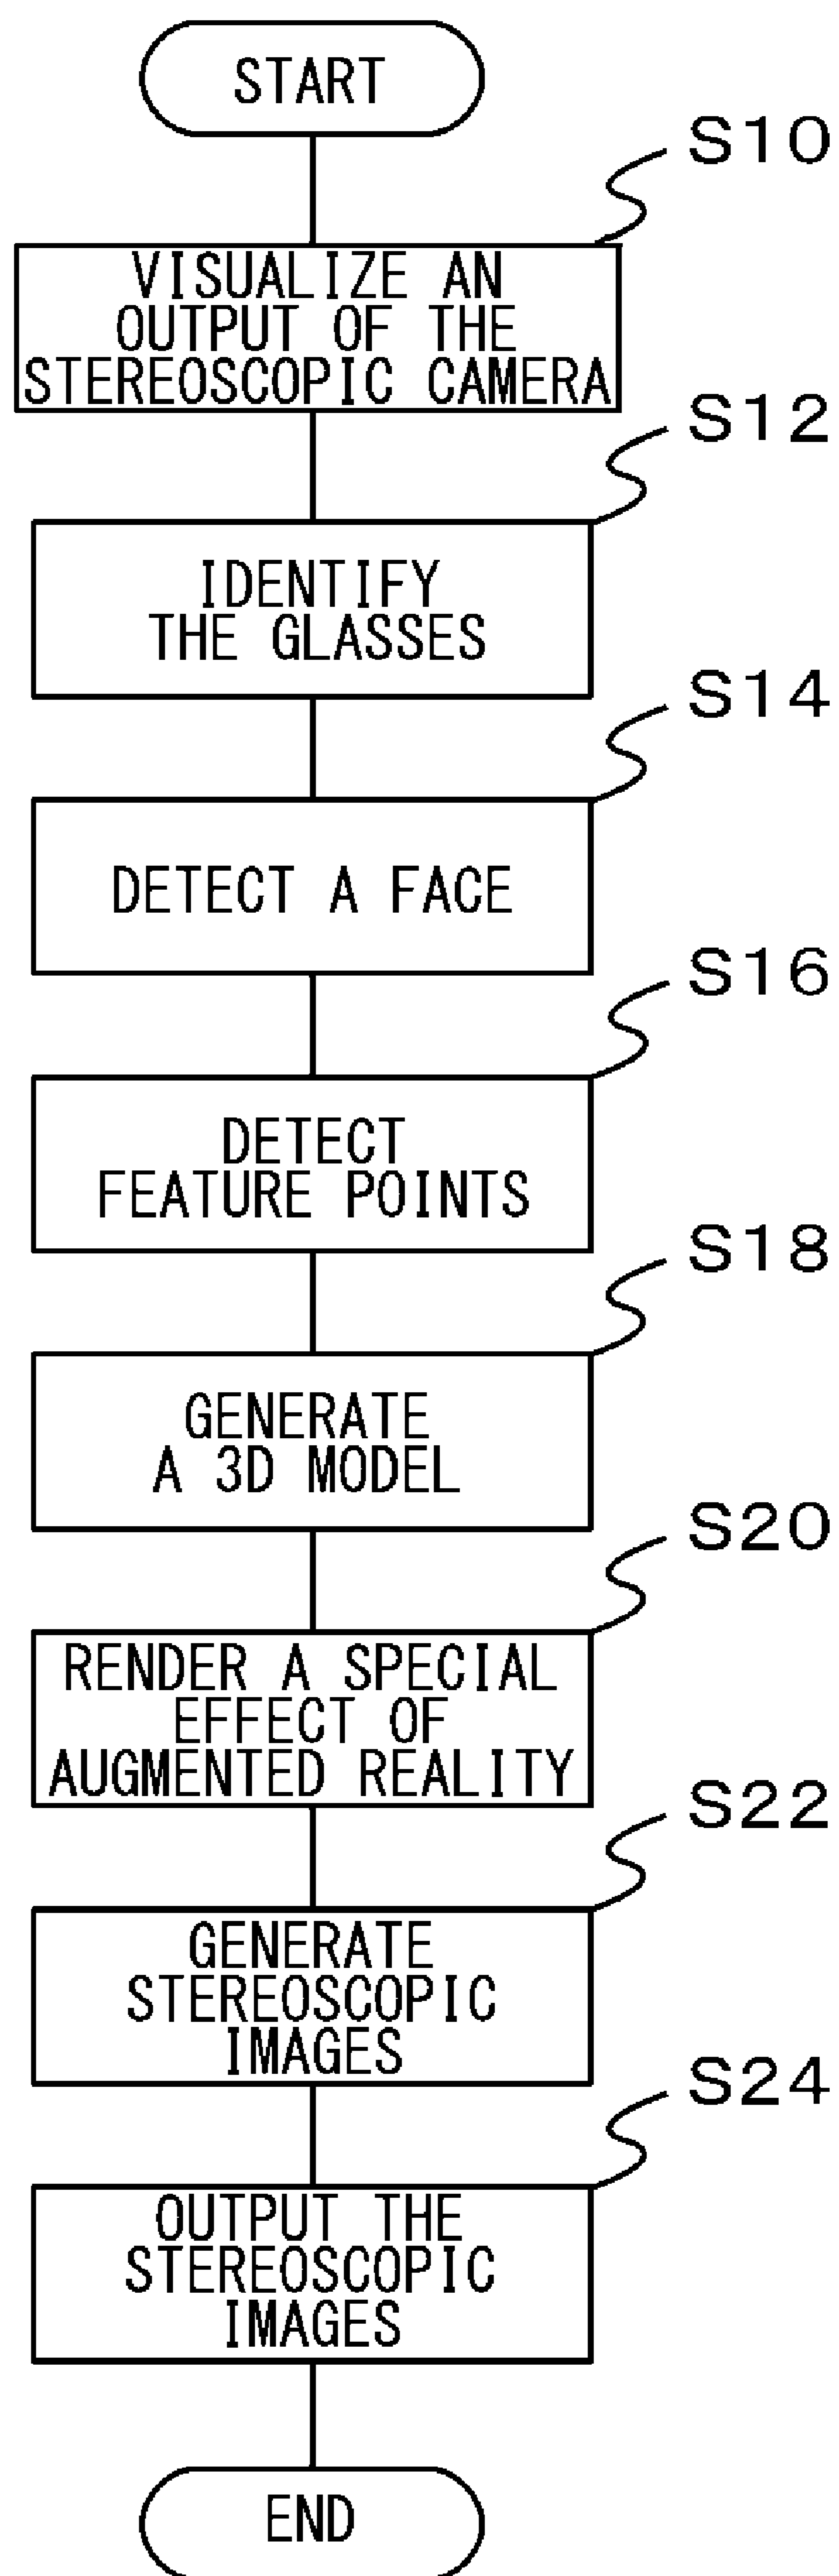 START
S10
VISUALIZE AN
OUTPUT OF THE
STEREOSCOPIC CAMERA
S12
IDENTIFY
THE GLASSES
S14
DETECT A FACE
S16
DETECT
FEATURE POINTS
S18
GENERATE
A 3D MODEL
S20
RENDER A SPECIAL
EFFECT OF
AUGMENTED REALITY
S22
GENERATE
STEREOSCOPIC
IMAGES
S24
OUTPUT THE
STEREOSCOPIC
IMAGES
END